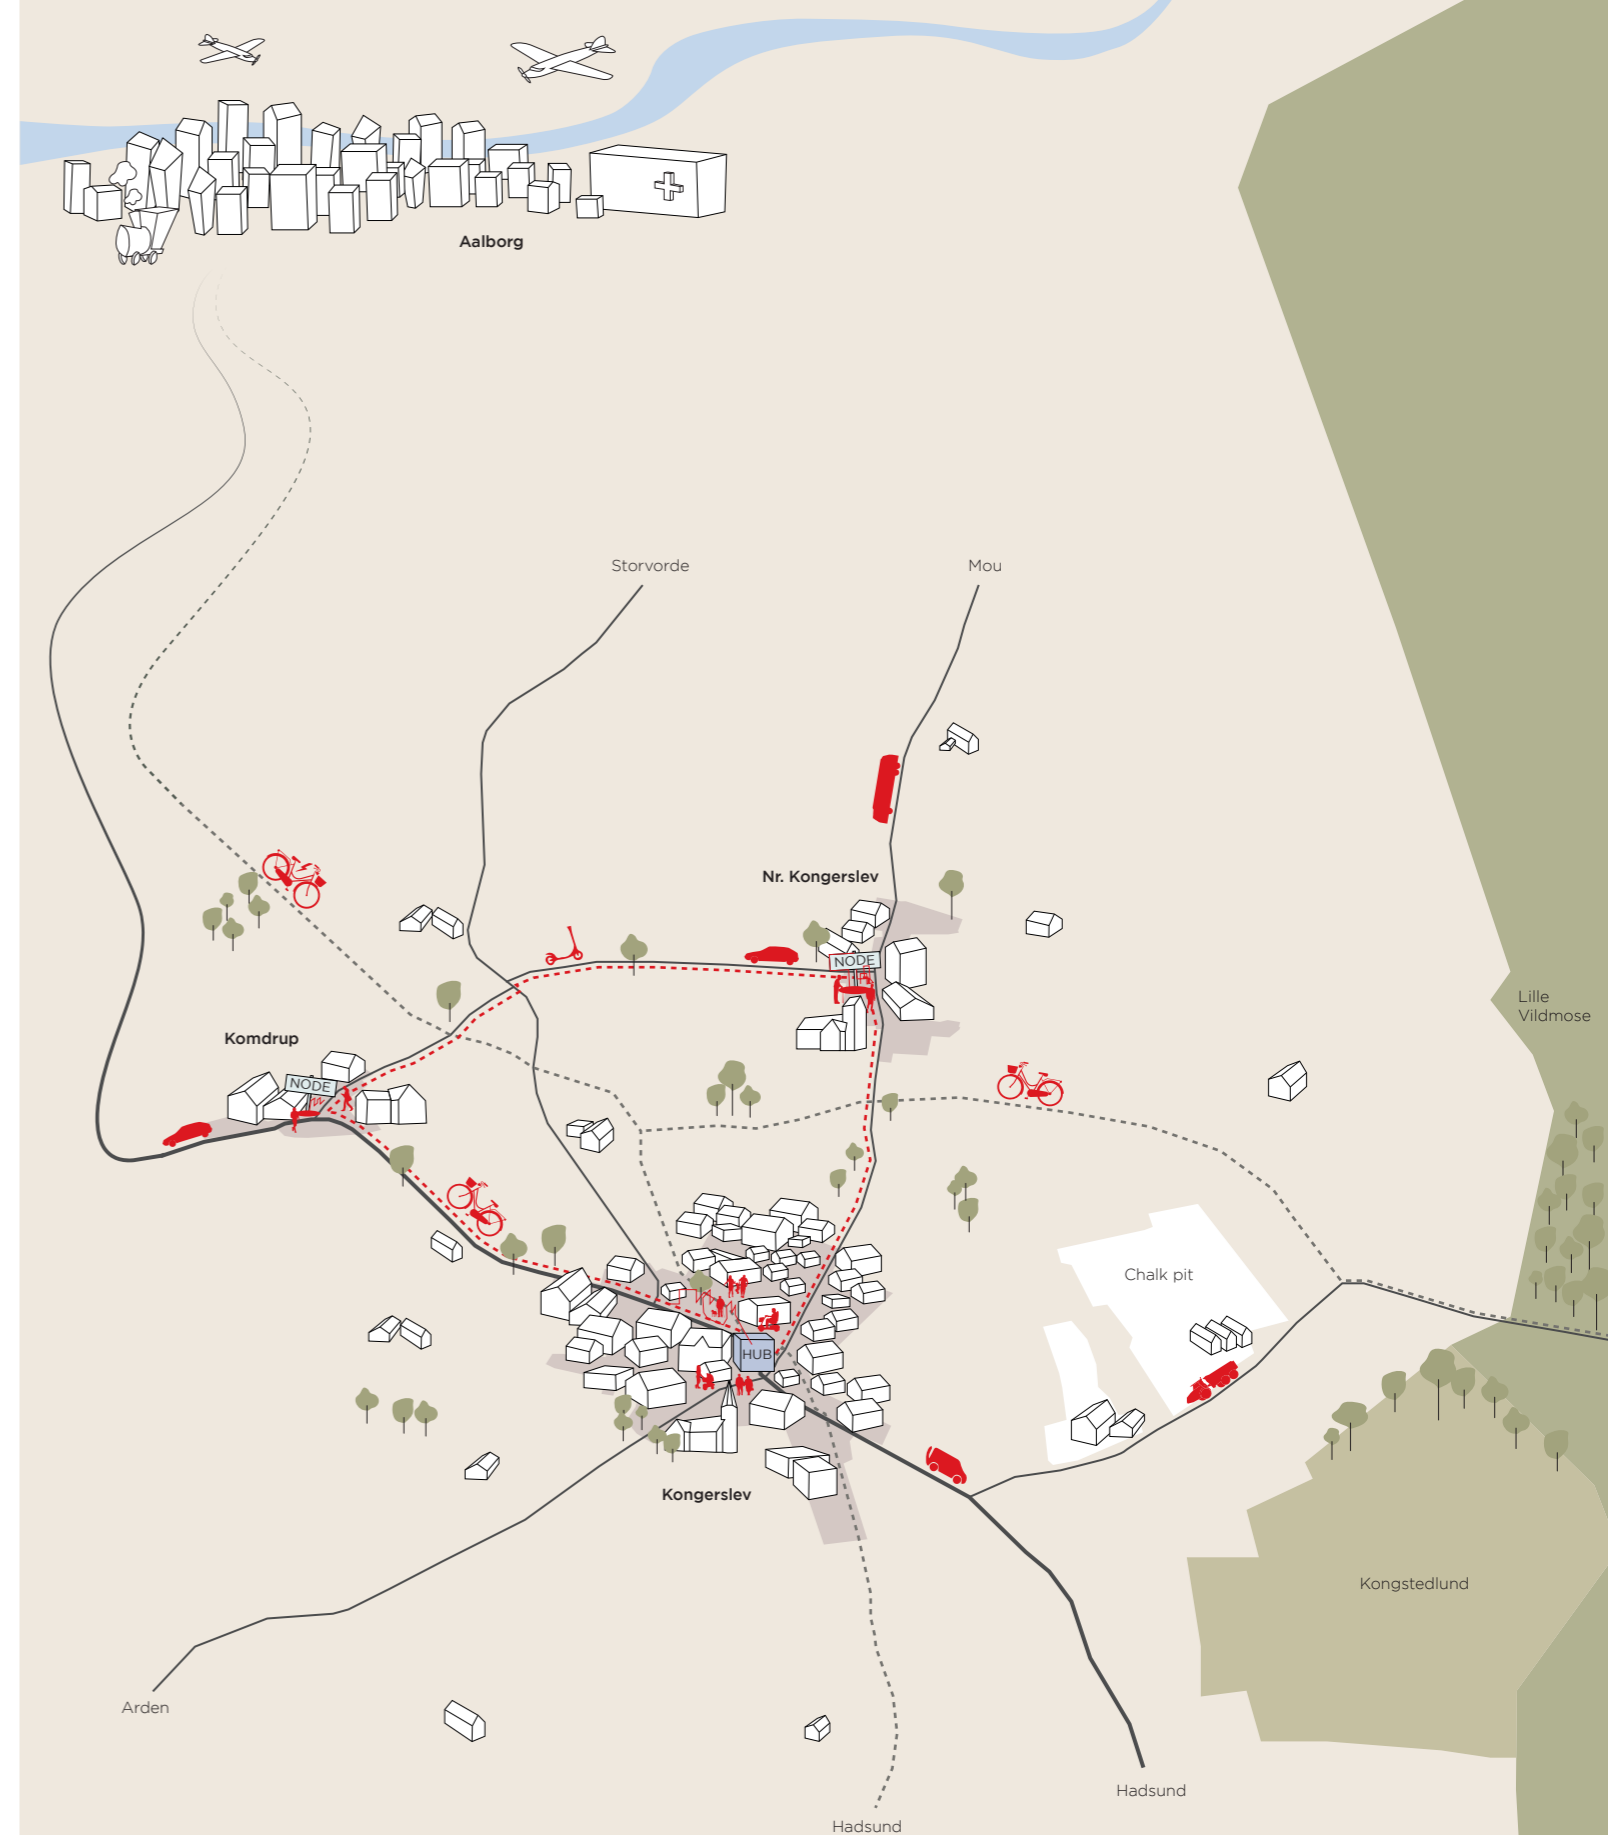 Aalborg
Storvorde
Mou
Nr. Kongerslev
NODE
Lille
Vildmose
Komdrup
NODE
Chalk pit
HUB
Kongerslev
Kongstedlund
Arden
Hadsund
Hadsund